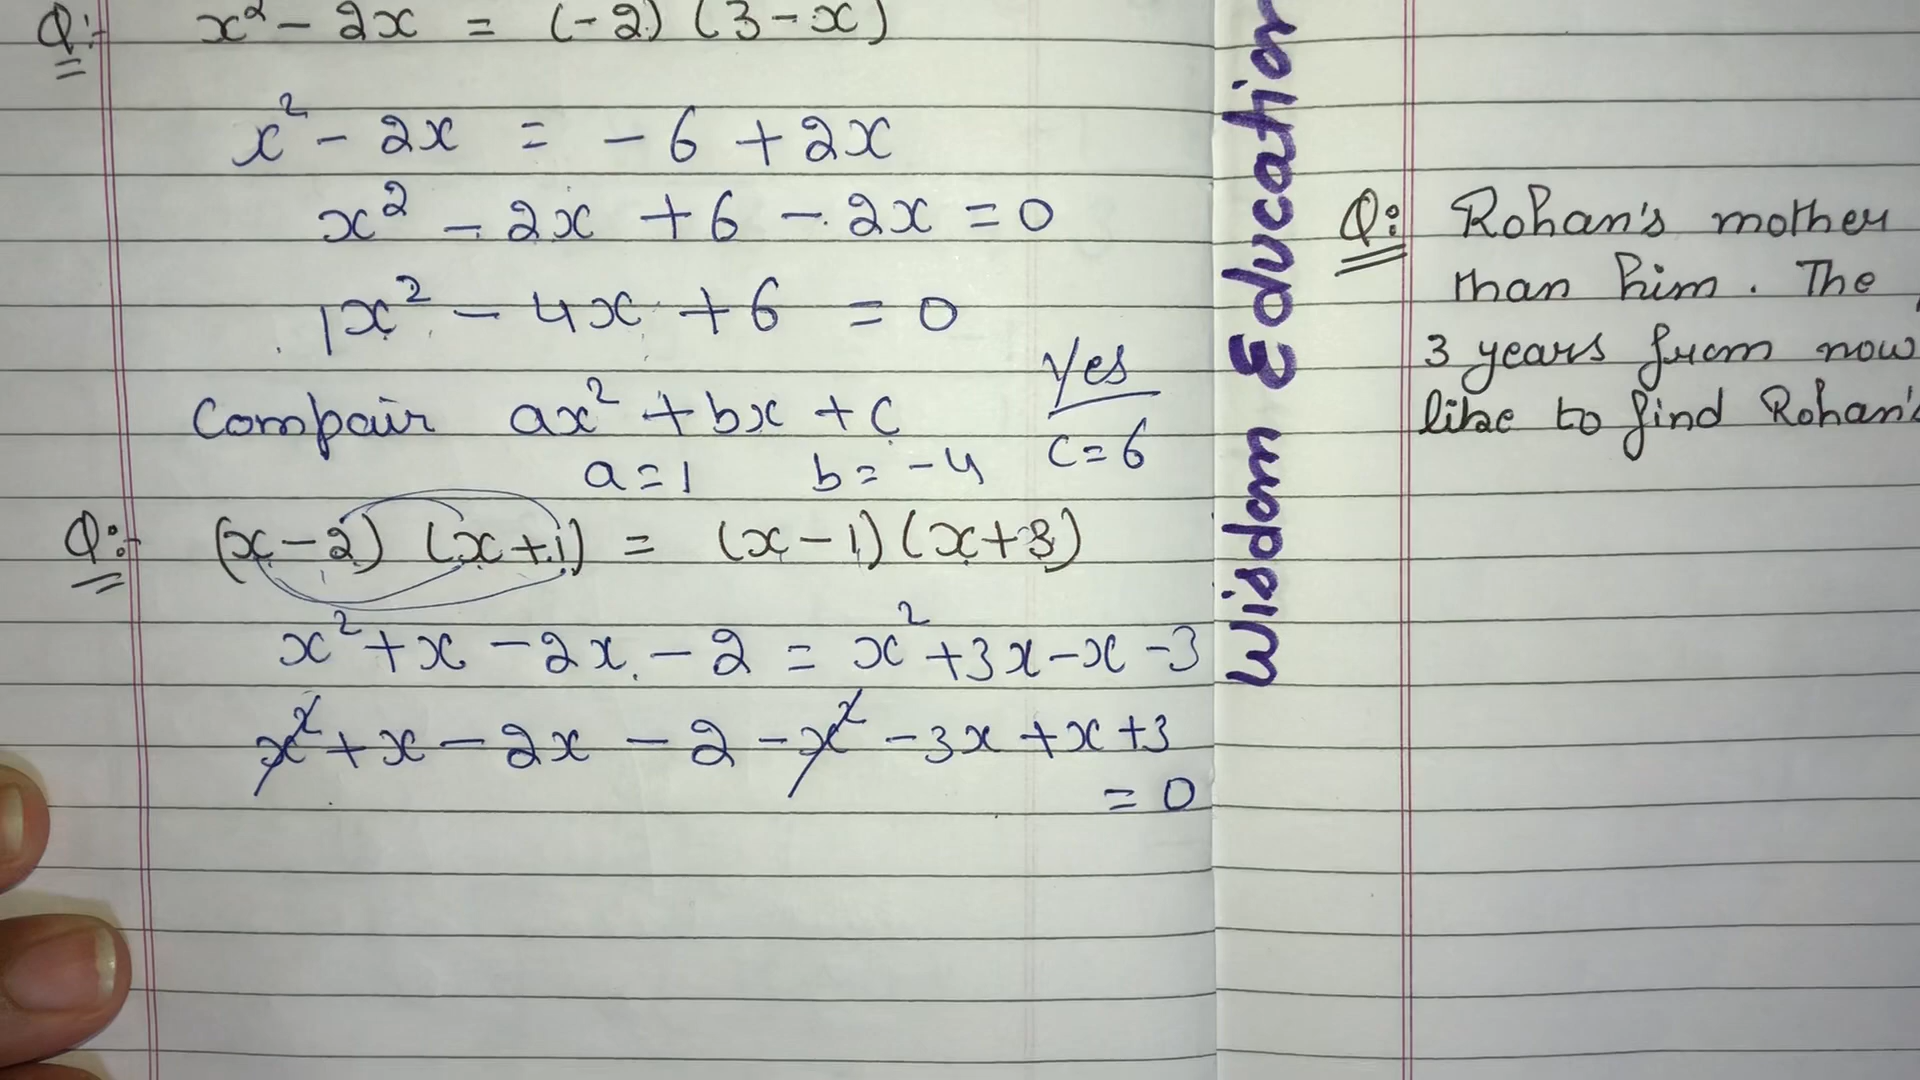 Q:- x² - 2x = (-2) (3-x)
x² - 2x = - 6 + 2x
x² - 2x + 6 - 2x = 0
1x² - 4x + 6 = 0
Yes
Compair ax² + bx + c
a=1 b= -4 c=6
Q:- (x-2) (x+1) = (x-1) (x+3)
x² + x - 2x - 2 = x² + 3x - x - 3
x² + x - 2x - 2 - x² - 3x + x + 3
= 0
Wisdom Education
Q: Rohan's mother
than him. The
3 years from now
like to find Rohan's